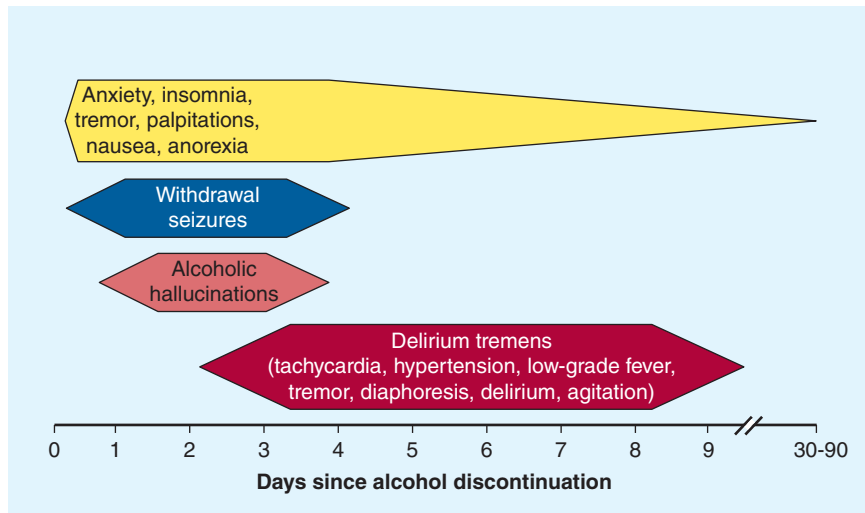 Anxiety, insomnia,
tremor, palpitations,
nausea, anorexia
Withdrawal
seizures
Alcoholic
hallucinations
Delirium tremens
(tachycardia, hypertension, low-grade fever,
tremor, diaphoresis, delirium, agitation)
0 1 2 3 4 5 6 7 8 9 30-90
Days since alcohol discontinuation